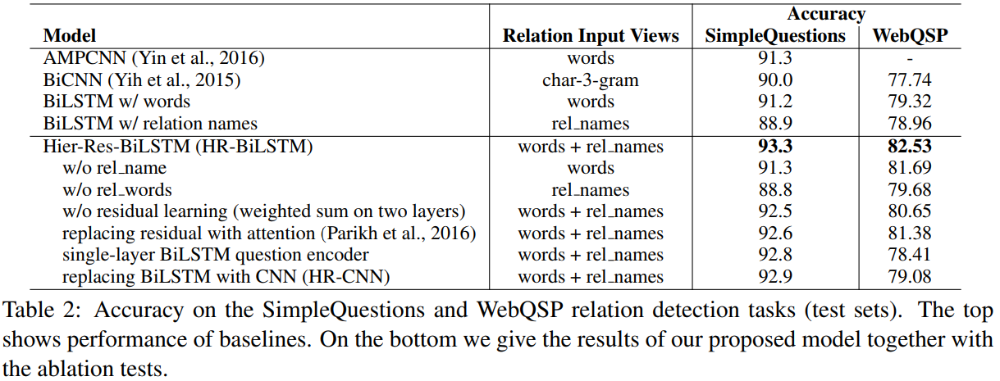 Accuracy
Model Relation Input Views SimpleQuestions WebQSP
AMPCNN (Yin et al., 2016) words 91.3 -
BiCNN (Yih et al., 2015) char-3-gram 90.0 77.74
BiLSTM w/ words words 91.2 79.32
BiLSTM w/ relation names rel_names 88.9 78.96
Hier-Res-BiLSTM (HR-BiLSTM) words + rel_names 93.3 82.53
w/o rel_name words 91.3 81.69
w/o rel_words rel_names 88.8 79.68
w/o residual learning (weighted sum on two layers) words + rel_names 92.5 80.65
replacing residual with attention (Parikh et al., 2016) words + rel_names 92.6 81.38
single-layer BiLSTM question encoder words + rel_names 92.8 78.41
replacing BiLSTM with CNN (HR-CNN) words + rel_names 92.9 79.08
Table 2: Accuracy on the SimpleQuestions and WebQSP relation detection tasks (test sets). The top
shows performance of baselines. On the bottom we give the results of our proposed model together with
the ablation tests.